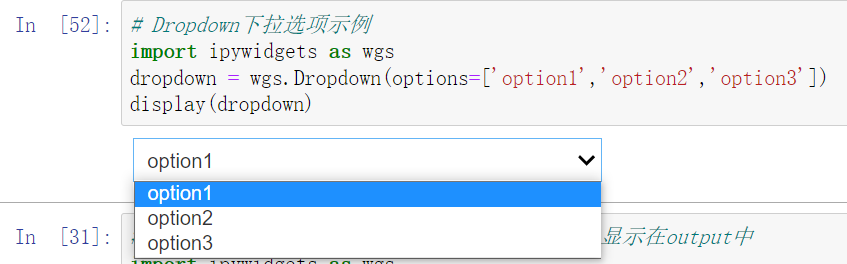 In [52]:
# Dropdown下拉选项示例
import ipywidgets as wgs
dropdown = wgs.Dropdown(options=['option1','option2','option3'])
display(dropdown)
option1
option1
option2
option3
In [31]:
显示在output中
import ipywidgets as wgs